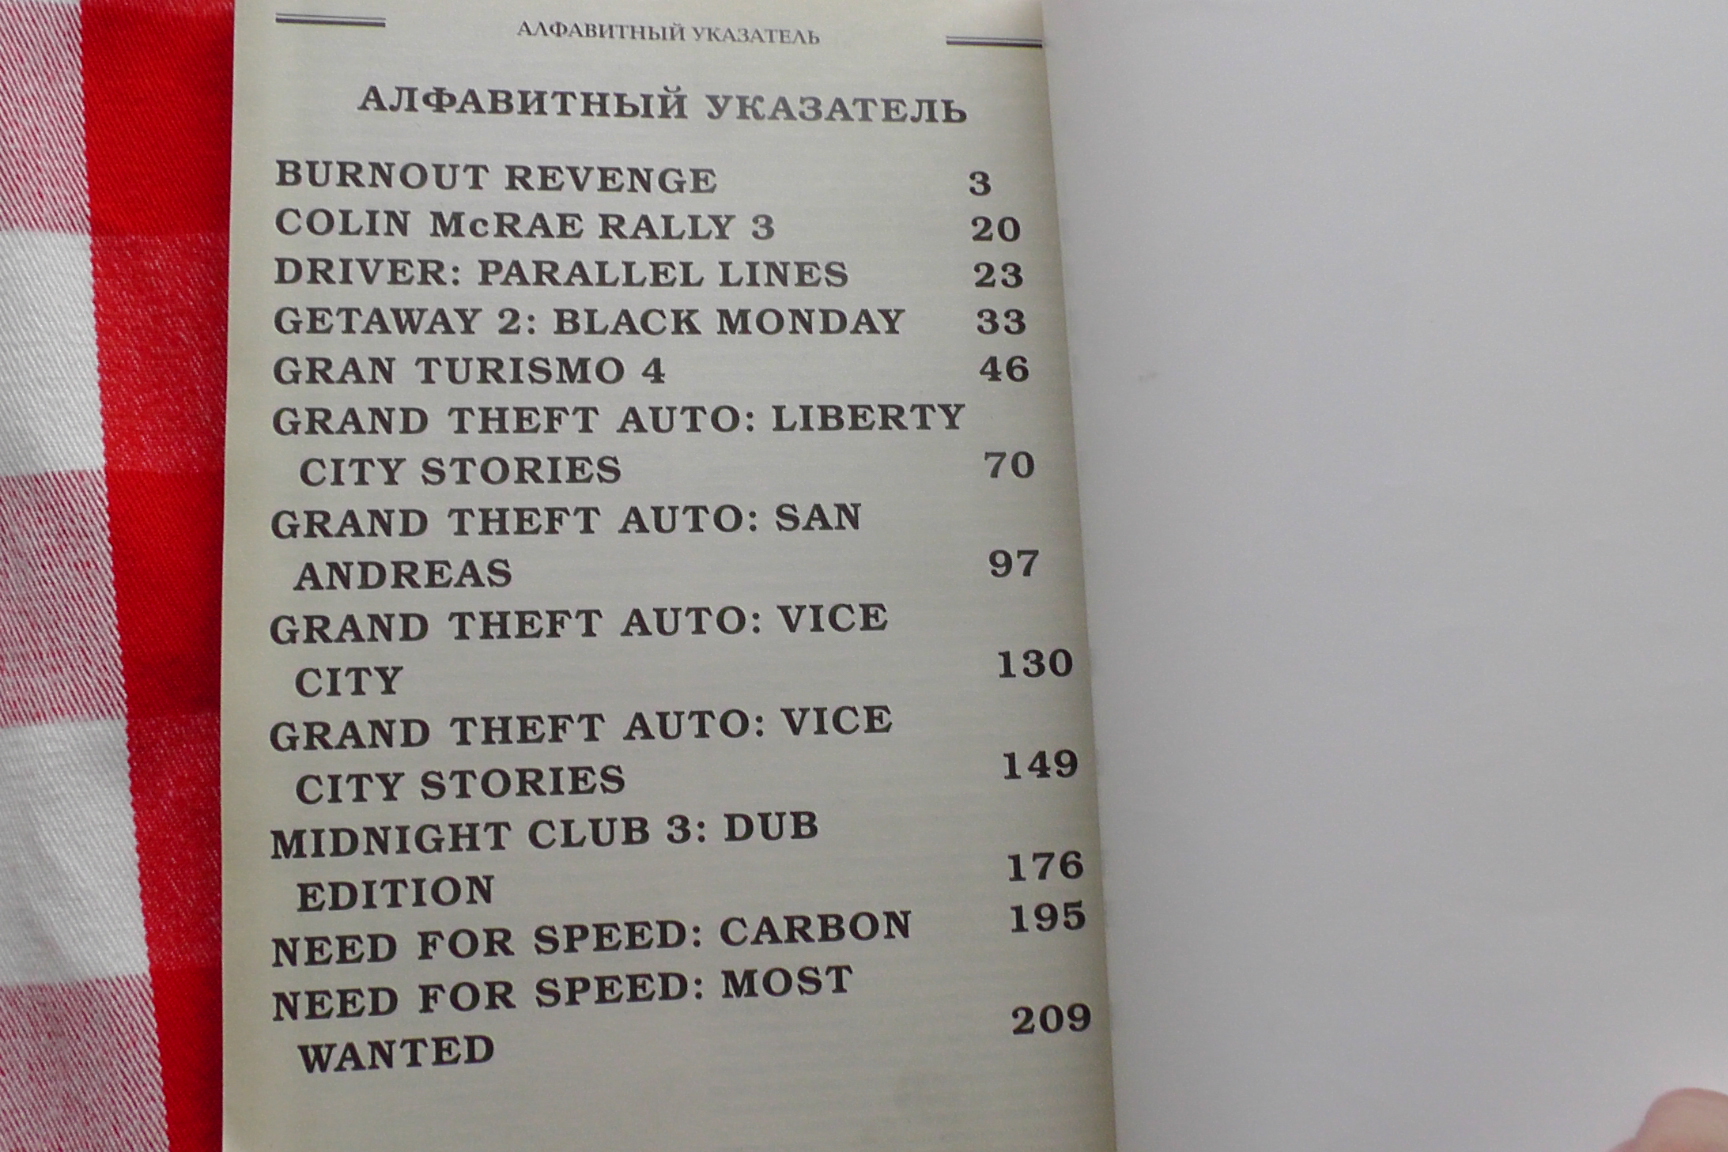 АЛФАВИТНЫЙ УКАЗАТЕЛЬ
АЛФАВИТНЫЙ УКАЗАТЕЛЬ
BURNOUT REVENGE 3
COLIN McRAE RALLY 3 20
DRIVER: PARALLEL LINES 23
GETAWAY 2: BLACK MONDAY 33
GRAN TURISMO 4 46
GRAND THEFT AUTO: LIBERTY
CITY STORIES 70
GRAND THEFT AUTO: SAN
ANDREAS 97
GRAND THEFT AUTO: VICE
CITY 130
GRAND THEFT AUTO: VICE
CITY STORIES 149
MIDNIGHT CLUB 3: DUB
EDITION 176
NEED FOR SPEED: CARBON 195
NEED FOR SPEED: MOST
WANTED 209